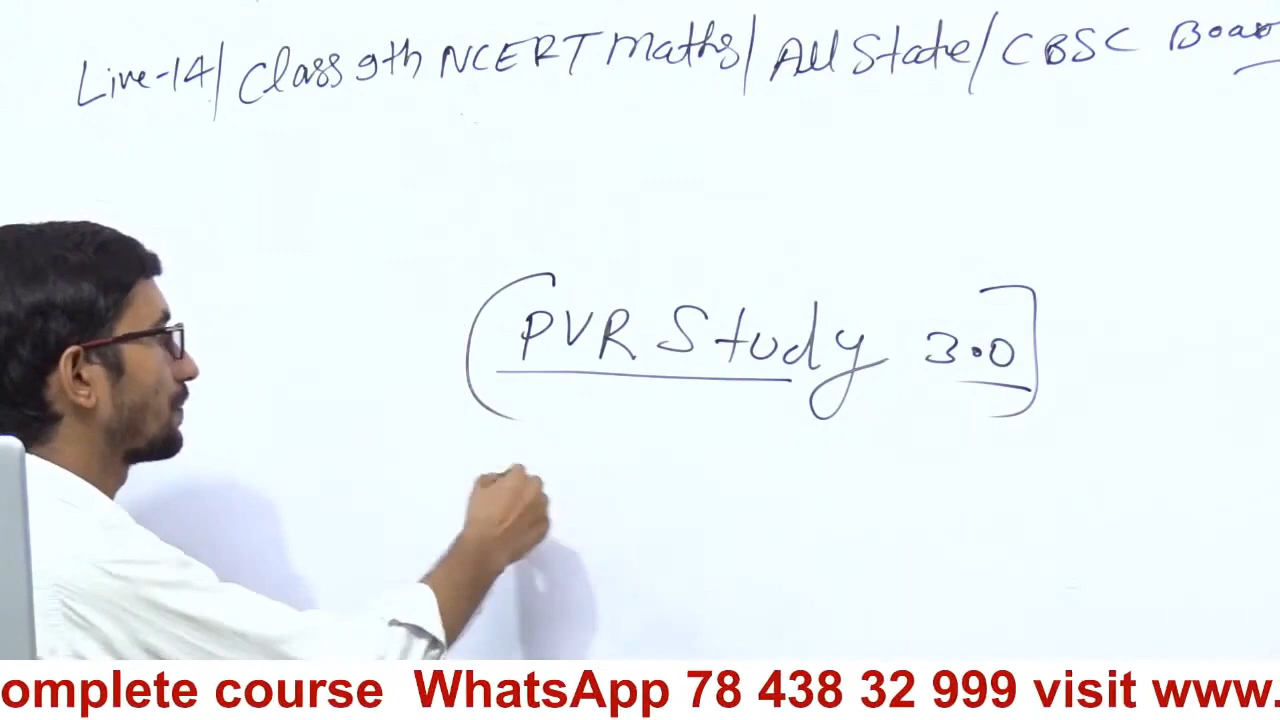 Live-14/ Class 9th NCERT Maths/ All State/ CBSC Boa
PVR Study 3.0
omplete course WhatsApp 78 438 32 999 visit www.